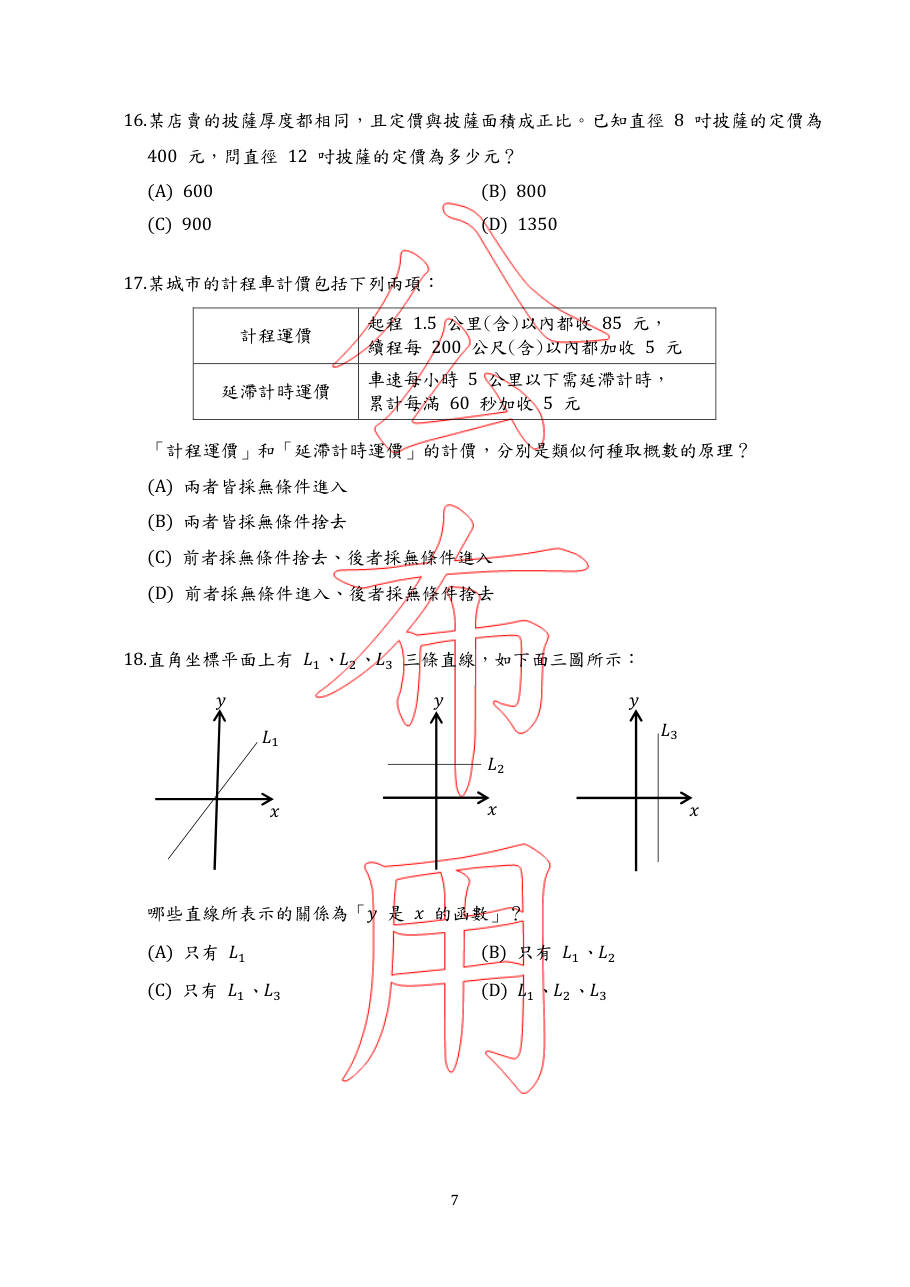 16.某店賣的披薩厚度都相同，且定價與披薩面積成正比。已知直徑 8 吋披薩的定價為
400 元，問直徑 12 吋披薩的定價為多少元？
(A) 600 (B) 800
(C) 900 (D) 1350
17.某城市的計程車計價包括下列兩項：
計程運價
起程 1.5 公里(含)以內都收 85 元，
續程每 200 公尺(含)以內都加收 5 元
延滯計時運價
車速每小時 5 公里以下需延滯計時，
累計每滿 60 秒加收 5 元
「計程運價」和「延滯計時運價」的計價，分別是類似何種取概數的原理？
(A) 兩者皆採無條件進入
(B) 兩者皆採無條件捨去
(C) 前者採無條件捨去、後者採無條件進入
(D) 前者採無條件進入、後者採無條件捨去
18.直角坐標平面上有 L₁、L₂、L₃ 三條直線，如下面三圖所示：
y
L₁
x
y
L₂
x
y
L₃
x
哪些直線所表示的關係為「y 是 x 的函數」？
(A) 只有 L₁ (B) 只有 L₁、L₂
(C) 只有 L₁、L₃ (D) L₁、L₂、L₃
公布用
7